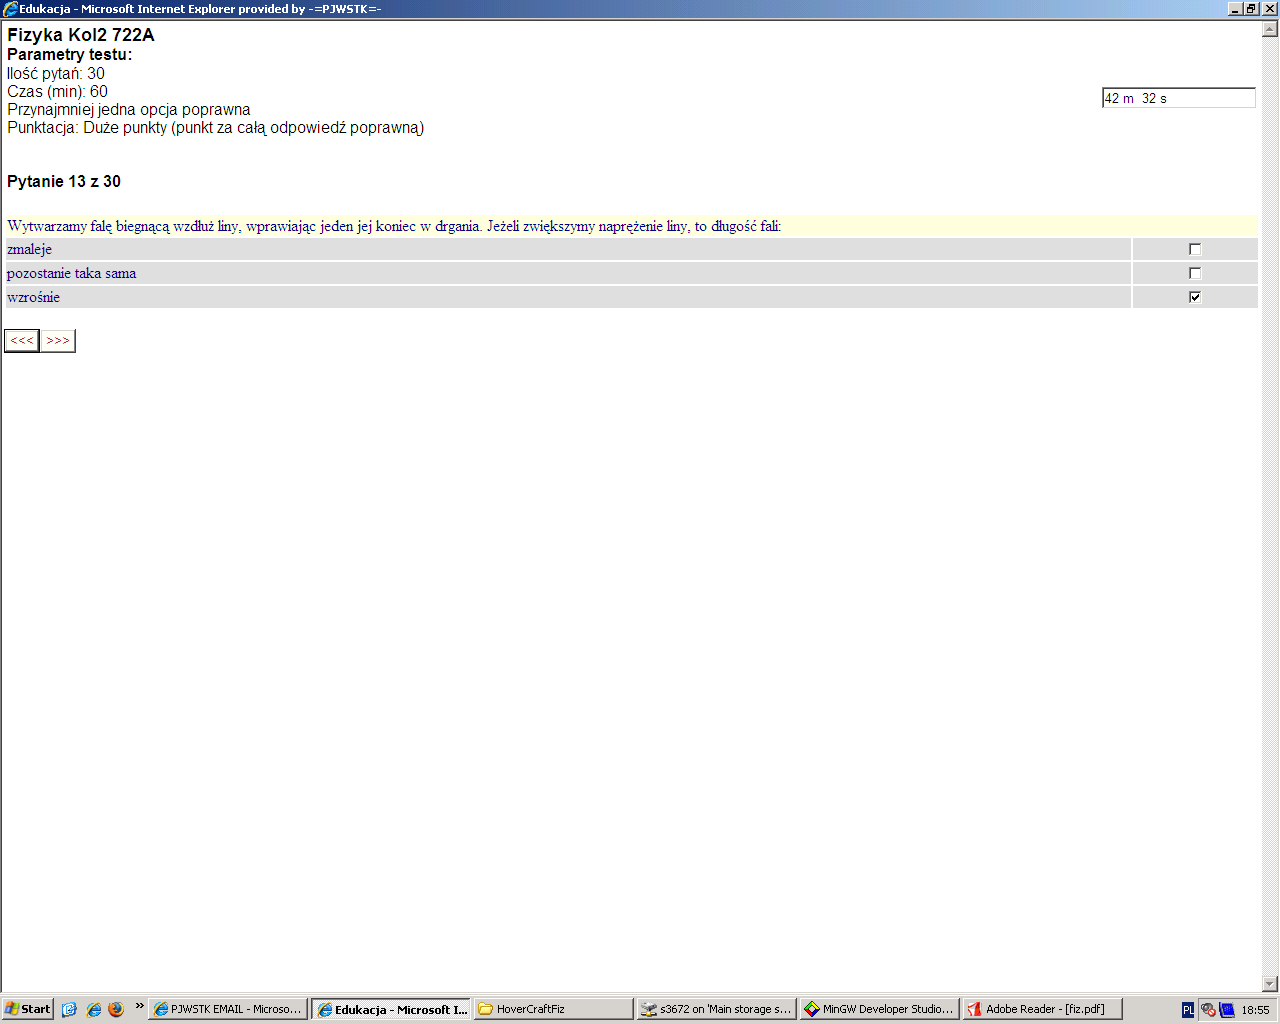 Edukacja - Microsoft Internet Explorer provided by -=PJWSTK=-
Fizyka Kol2 722A
Parametry testu:
Ilość pytań: 30
Czas (min): 60
42 m 32 s
Przynajmniej jedna opcja poprawna
Punktacja: Duże punkty (punkt za całą odpowiedź poprawną)
Pytanie 13 z 30
Wytwarzamy falę biegnącą wzdłuż liny, wprawiając jeden jej koniec w drgania. Jeżeli zwiększymy naprężenie liny, to długość fali:
zmaleje
pozostanie taka sama
wzrośnie
<<< >>>
Start » PJWSTK EMAIL - Microso... Edukacja - Microsoft I... HoverCraftFiz s3672 on 'Main storage s... MinGW Developer Studio... Adobe Reader - [fiz.pdf] PL 18:55